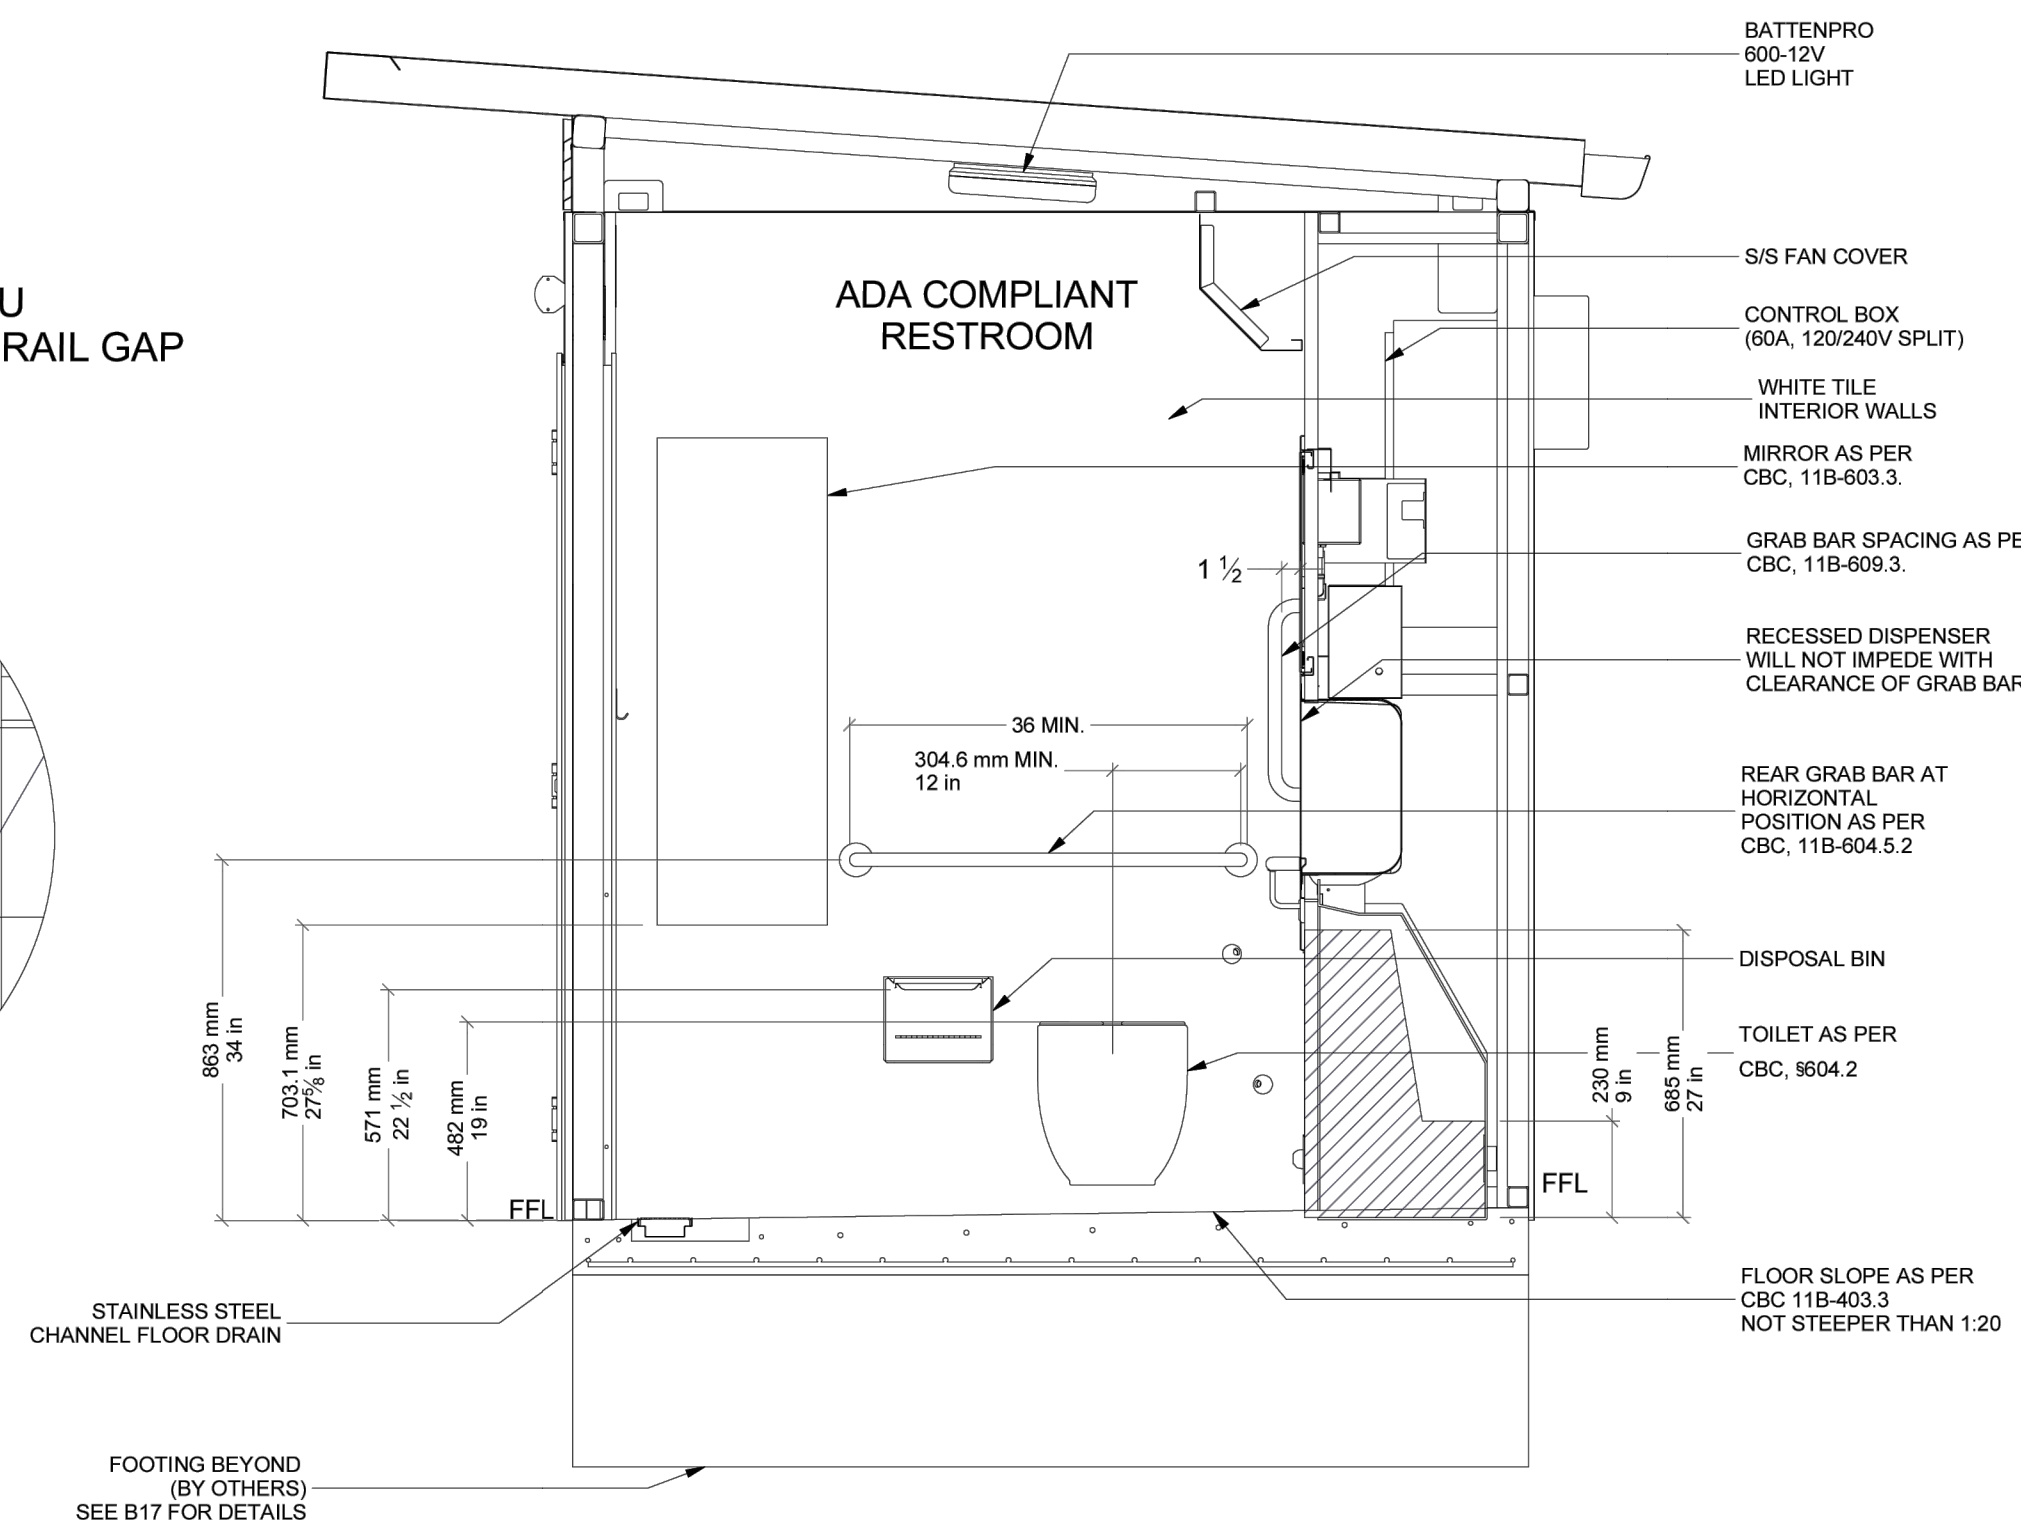 BATTENPRO
600-12V
LED LIGHT
U
RAIL GAP
ADA COMPLIANT
RESTROOM
S/S FAN COVER
CONTROL BOX
(60A, 120/240V SPLIT)
WHITE TILE
INTERIOR WALLS
MIRROR AS PER
CBC, 11B-603.3.
GRAB BAR SPACING AS PE
CBC, 11B-609.3.
1 ½
RECESSED DISPENSER
WILL NOT IMPEDE WITH
CLEARANCE OF GRAB BAR
36 MIN.
304.6 mm MIN.
12 in
REAR GRAB BAR AT
HORIZONTAL
POSITION AS PER
CBC, 11B-604.5.2
DISPOSAL BIN
TOILET AS PER
CBC, §604.2
863 mm
34 in
703.1 mm
27⅝ in
571 mm
22 ½ in
482 mm
19 in
230 mm
9 in
685 mm
27 in
FFL
FFL
FLOOR SLOPE AS PER
CBC 11B-403.3
NOT STEEPER THAN 1:20
STAINLESS STEEL
CHANNEL FLOOR DRAIN
FOOTING BEYOND
(BY OTHERS)
SEE B17 FOR DETAILS